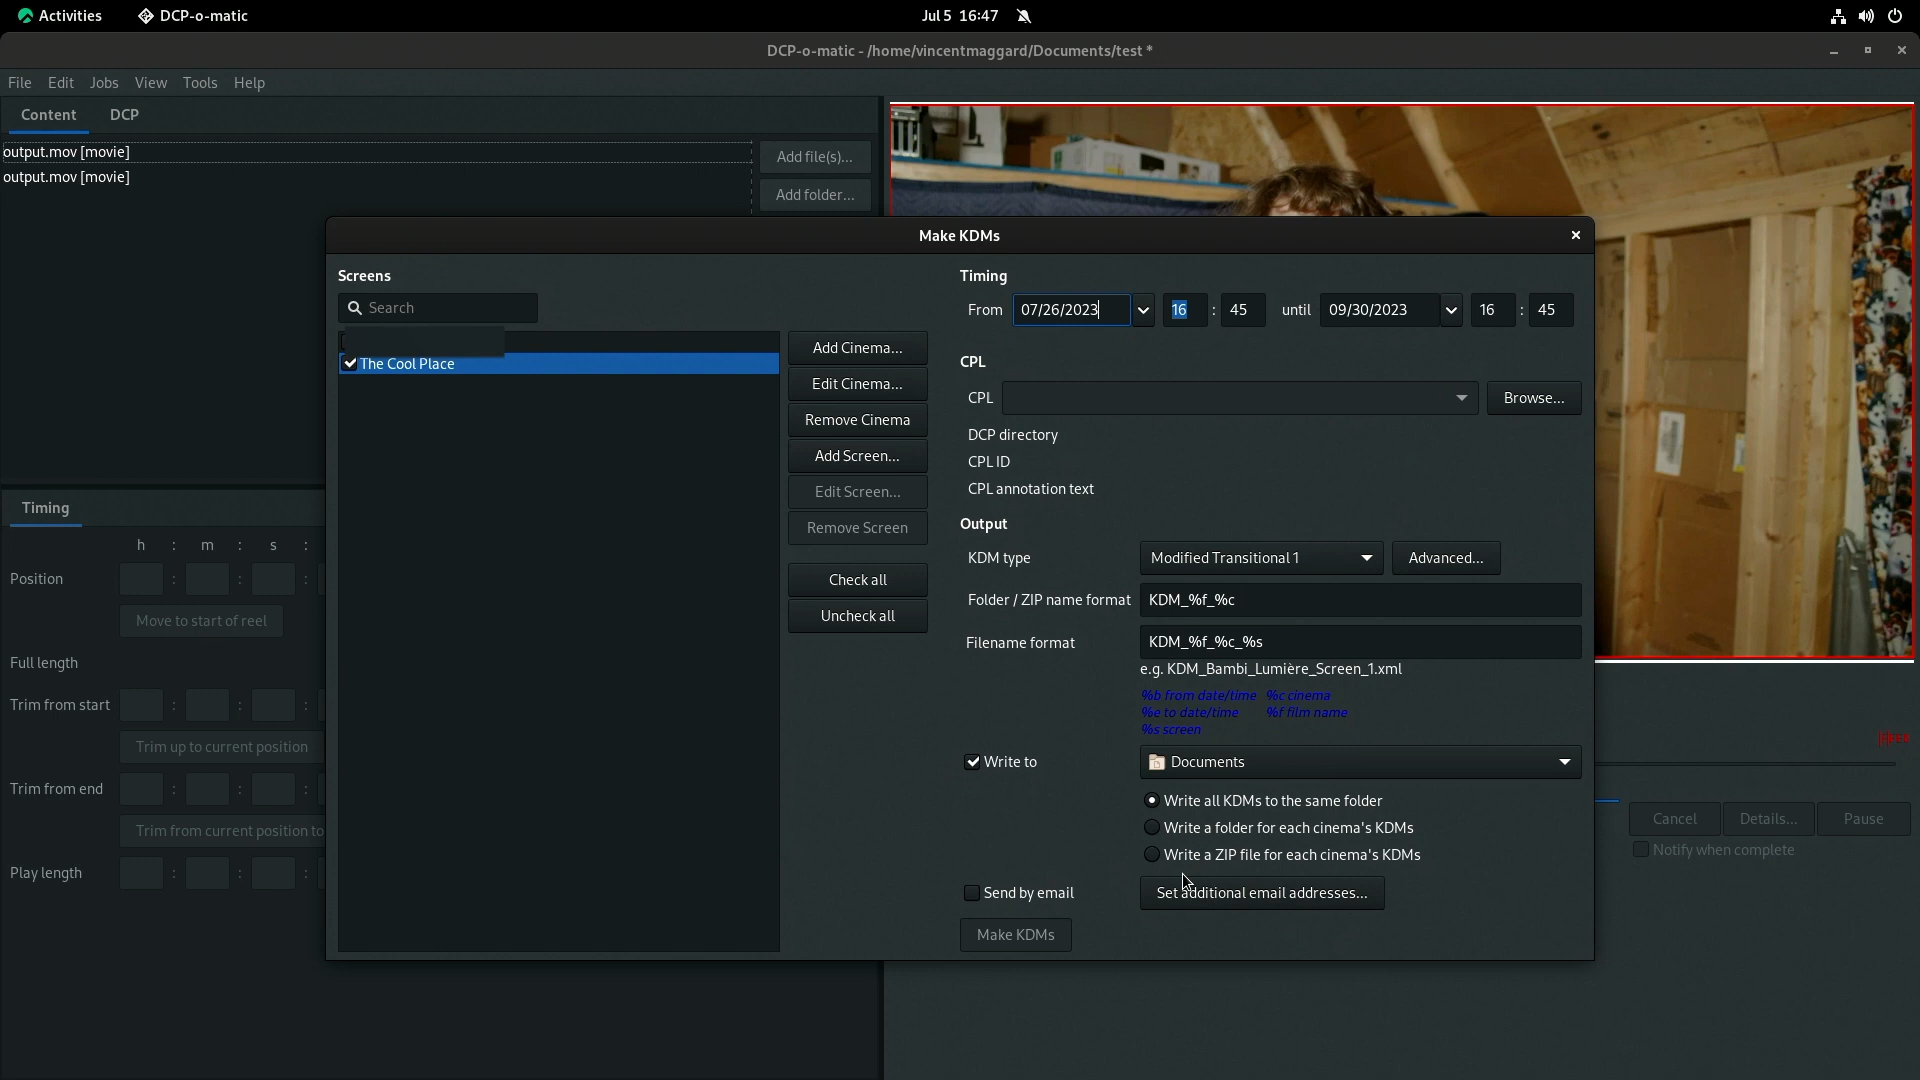 Activities
DCP-o-matic
Jul 5 16:47
DCP-o-matic - /home/vincentmaggard/Documents/test *
File Edit Jobs View Tools Help
Content DCP
output.mov [movie]
output.mov [movie]
Add file(s)...
Add folder...
Make KDMs
Screens
Search
The Cool Place
Add Cinema...
Edit Cinema...
Remove Cinema
Add Screen...
Edit Screen...
Remove Screen
Check all
Uncheck all
Timing
From 07/26/2023 16 : 45 until 09/30/2023 16 : 45
CPL
CPL
Browse...
DCP directory
CPL ID
CPL annotation text
Output
KDM type Modified Transitional 1 Advanced...
Folder / ZIP name format KDM_%f_%c
Filename format KDM_%f_%c_%s
e.g. KDM_Bambi_Lumière_Screen_1.xml
%b from date/time %c cinema
%e to date/time %f film name
%s screen
Write to Documents
Write all KDMs to the same folder
Write a folder for each cinema's KDMs
Write a ZIP file for each cinema's KDMs
Send by email Set additional email addresses...
Make KDMs
Timing
h : m : s :
Position : :
Move to start of reel
Full length
Trim from start : :
Trim up to current position
Trim from end : :
Trim from current position to
Play length : :
Cancel Details... Pause
Notify when complete